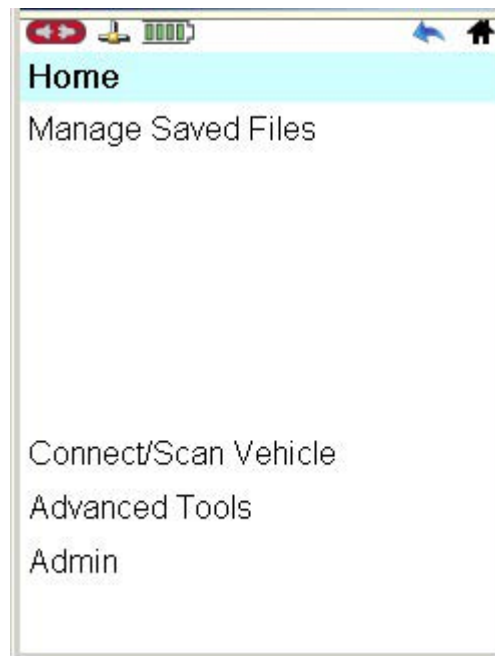 Home
Manage Saved Files
Connect/Scan Vehicle
Advanced Tools
Admin